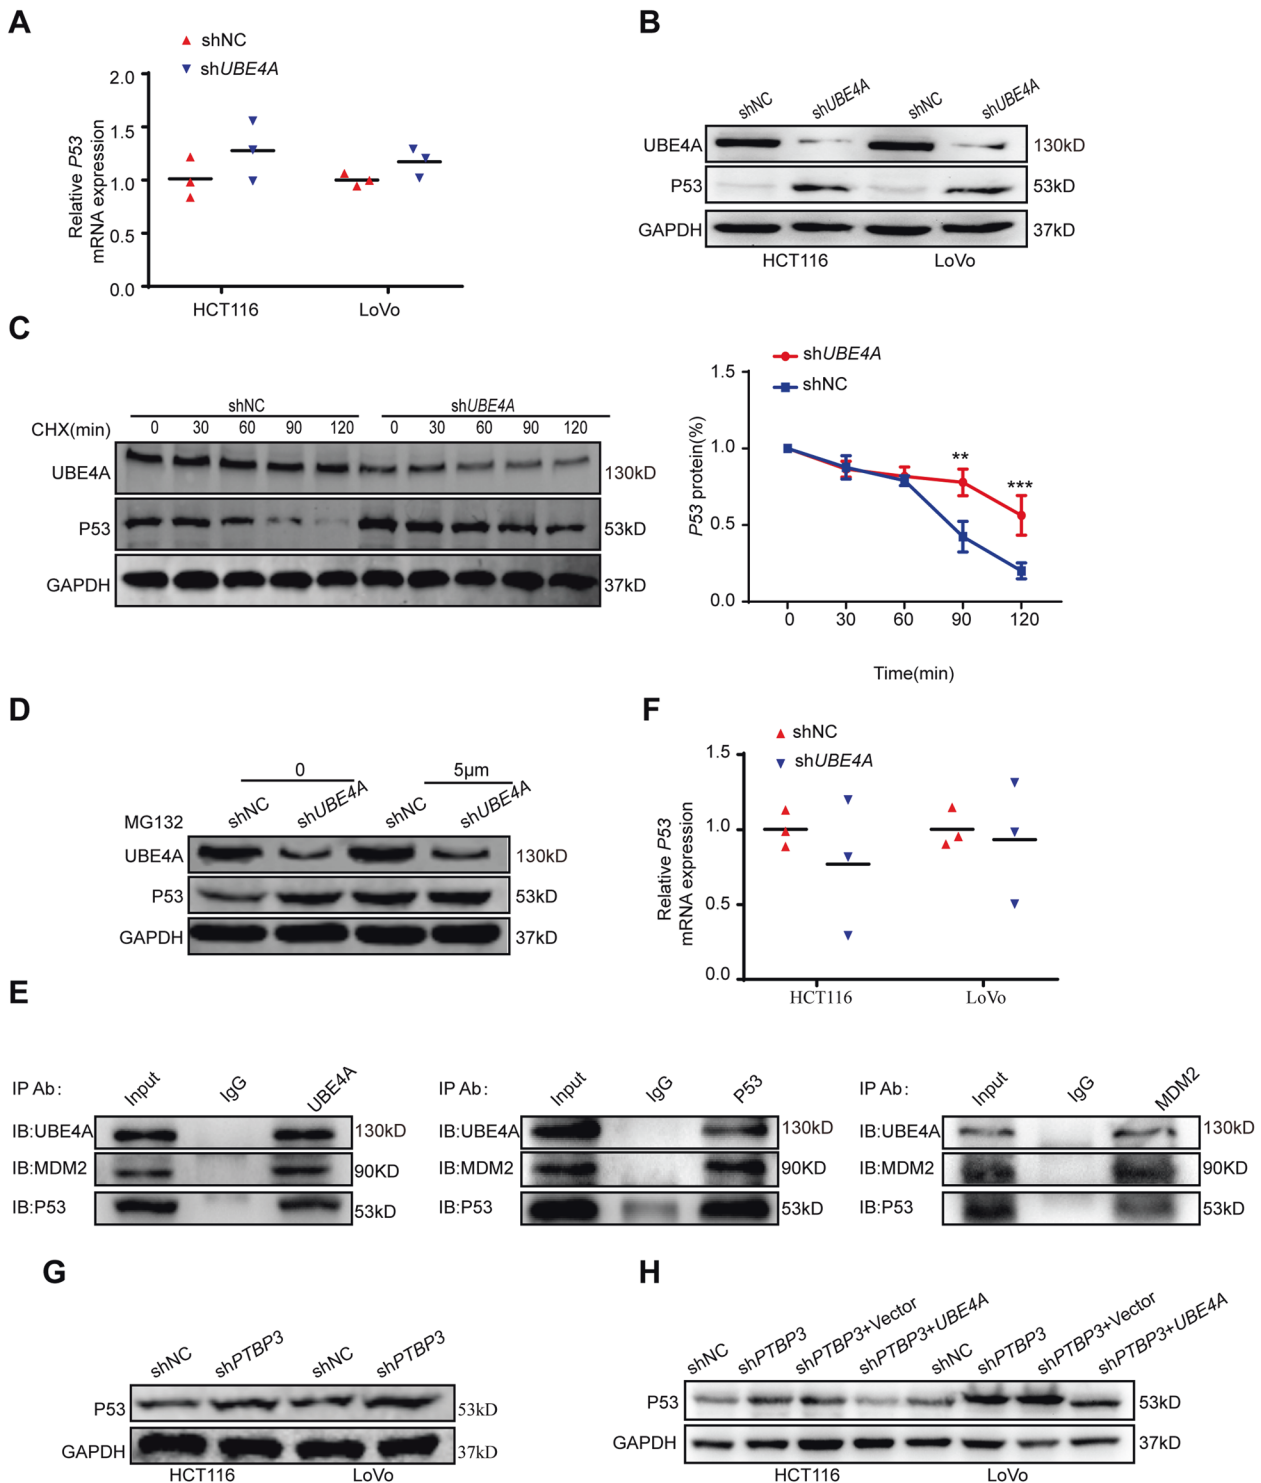 A
shNC
shUBE4A
Relative P53
mRNA expression
2.0
1.5
1.0
0.5
0.0
HCT116
LoVo
B
shNC
shUBE4A
shNC
shUBE4A
UBE4A
130kD
P53
53kD
GAPDH
37kD
HCT116
LoVo
C
shNC
shUBE4A
CHX(min)
0 30 60 90 120 0 30 60 90 120
UBE4A
130kD
P53
53kD
GAPDH
37kD
shUBE4A
shNC
P53 protein(%)
1.5
1.0
0.5
0.0
**
***
0 30 60 90 120
Time(min)
D
0
5μm
MG132
shNC
shUBE4A
shNC
shUBE4A
UBE4A
130kD
P53
53kD
GAPDH
37kD
F
shNC
shUBE4A
Relative P53
mRNA expression
1.5
1.0
0.5
0.0
HCT116
LoVo
E
IP Ab:
Input
IgG
UBE4A
IB:UBE4A
130kD
IB:MDM2
90KD
IB:P53
53kD
IP Ab:
Input
IgG
P53
IB:UBE4A
130kD
IB:MDM2
90KD
IB:P53
53kD
IP Ab:
Input
IgG
MDM2
IB:UBE4A
130kD
IB:MDM2
90KD
IB:P53
53kD
G
shNC
shPTBP3
shNC
shPTBP3
P53
53kD
GAPDH
37kD
HCT116
LoVo
H
shNC
shPTBP3
shPTBP3+Vector
shPTBP3+UBE4A
shNC
shPTBP3
shPTBP3+Vector
shPTBP3+UBE4A
P53
53kD
GAPDH
37kD
HCT116
LoVo